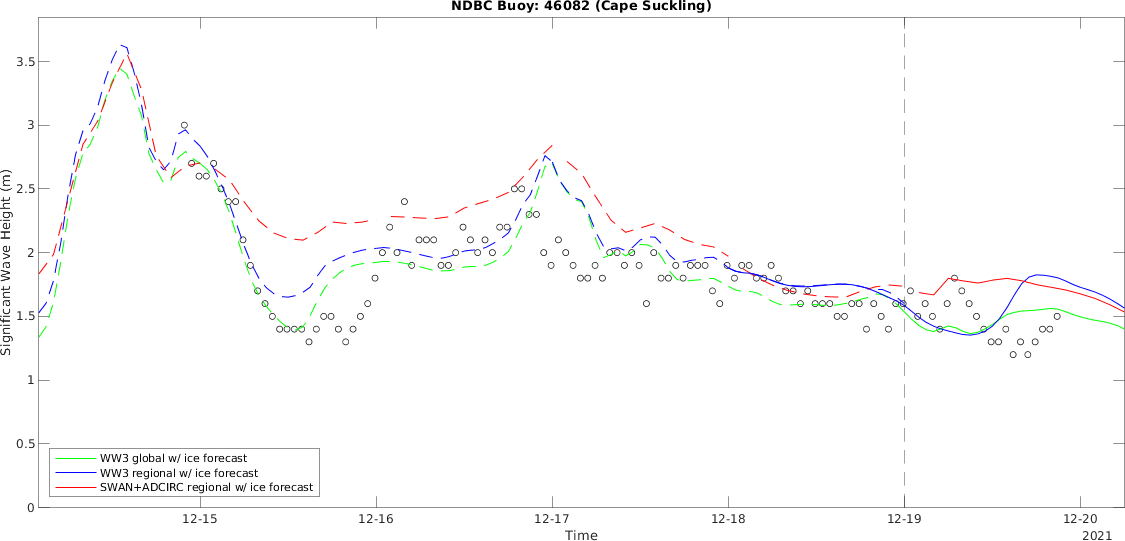 NDBC Buoy: 46082 (Cape Suckling)
Significant Wave Height (m)
3.5
3
2.5
2
1.5
1
0.5
0
WW3 global w/ ice forecast
WW3 regional w/ ice forecast
SWAN+ADCIRC regional w/ ice forecast
12-15 12-16 12-17 12-18 12-19 12-20
Time
2021